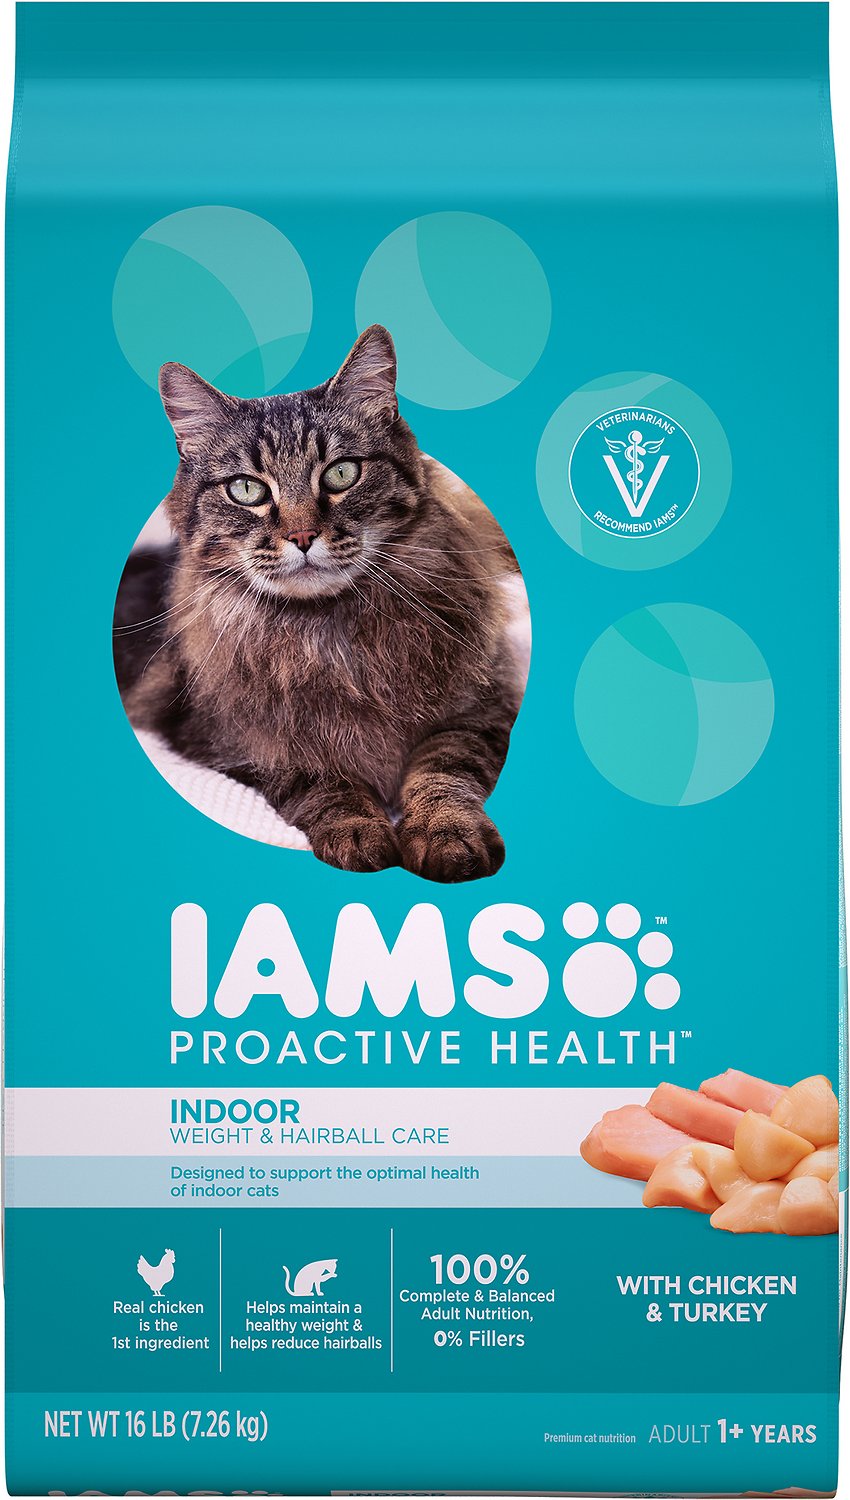 VETERINARIANS
V
RECOMMEND IAMS™
IAMS™
PROACTIVE HEALTH™
INDOOR
WEIGHT & HAIRBALL CARE
Designed to support the optimal health
of indoor cats
Real chicken
is the
1st ingredient
Helps maintain a
healthy weight &
helps reduce hairballs
100%
Complete & Balanced
Adult Nutrition,
0% Fillers
WITH CHICKEN
& TURKEY
NET WT 16 LB (7.26 kg)
Premium cat nutrition ADULT 1+ YEARS
IAMS
INDOOR